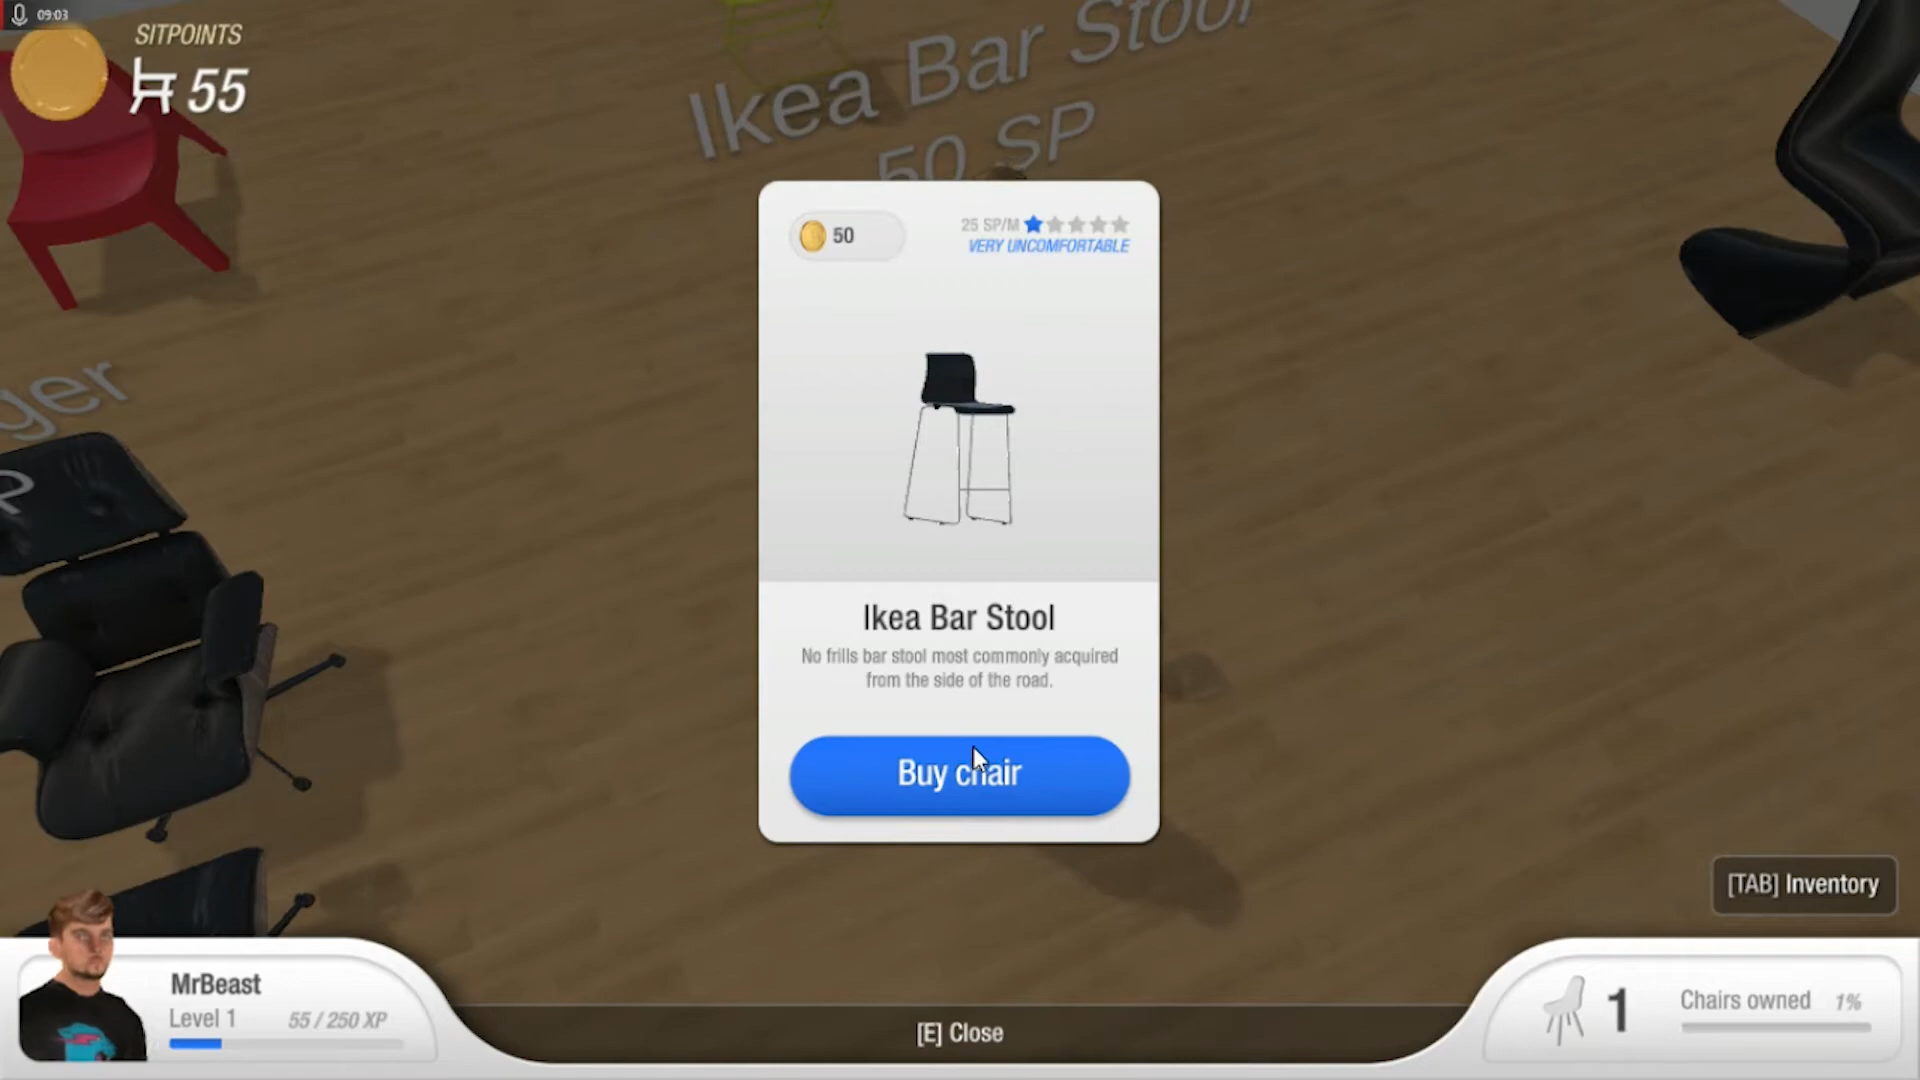 09:03
SITPOINTS
55
Ikea Bar Stool
50 SP
50
25 SP/M
VERY UNCOMFORTABLE
ger
Ikea Bar Stool
No frills bar stool most commonly acquired
from the side of the road.
Buy chair
[TAB] Inventory
MrBeast
Level 1
55 / 250 XP
[E] Close
1
Chairs owned
1%